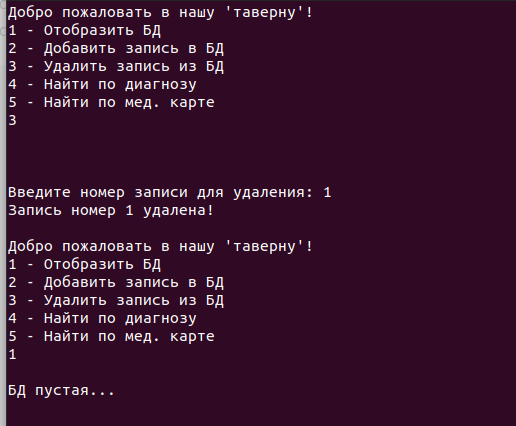 Добро пожаловать в нашу 'таверну'!
1 - Отобразить БД
2 - Добавить запись в БД
3 - Удалить запись из БД
4 - Найти по диагнозу
5 - Найти по мед. карте
3
Введите номер записи для удаления: 1
Запись номер 1 удалена!
Добро пожаловать в нашу 'таверну'!
1 - Отобразить БД
2 - Добавить запись в БД
3 - Удалить запись из БД
4 - Найти по диагнозу
5 - Найти по мед. карте
1
БД пустая...